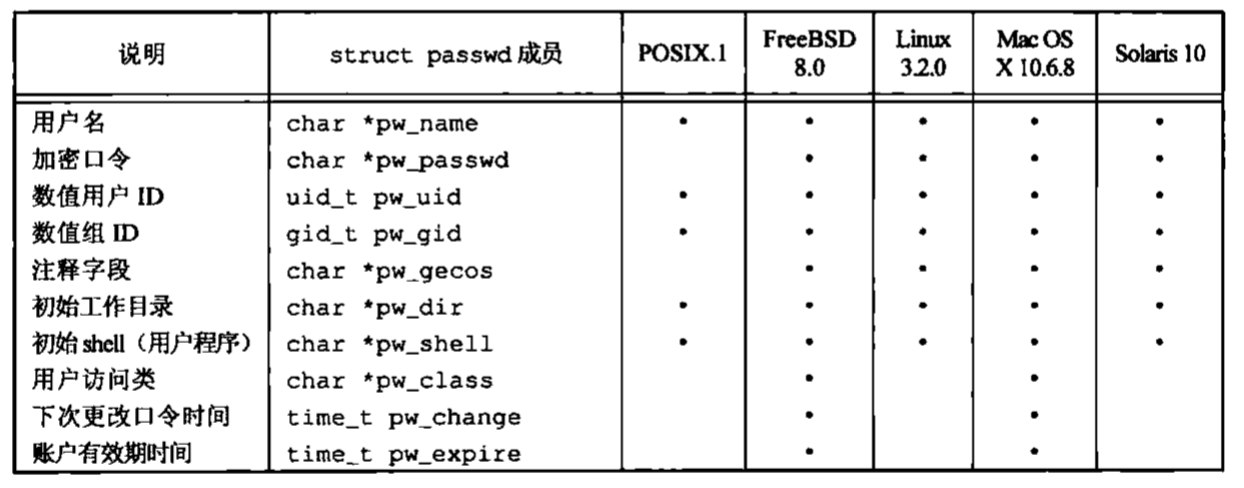 说明 struct passwd 成员 POSIX.1 FreeBSD 8.0 Linux 3.2.0 Mac OS X 10.6.8 Solaris 10
用户名 char *pw_name • • • • •
加密口令 char *pw_passwd • • • •
数值用户 ID uid_t pw_uid • • • • •
数值组 ID gid_t pw_gid • • • • •
注释字段 char *pw_gecos • • • •
初始工作目录 char *pw_dir • • • • •
初始 shell（用户程序） char *pw_shell • • • • •
用户访问类 char *pw_class • •
下次更改口令时间 time_t pw_change • •
账户有效期时间 time_t pw_expire • •